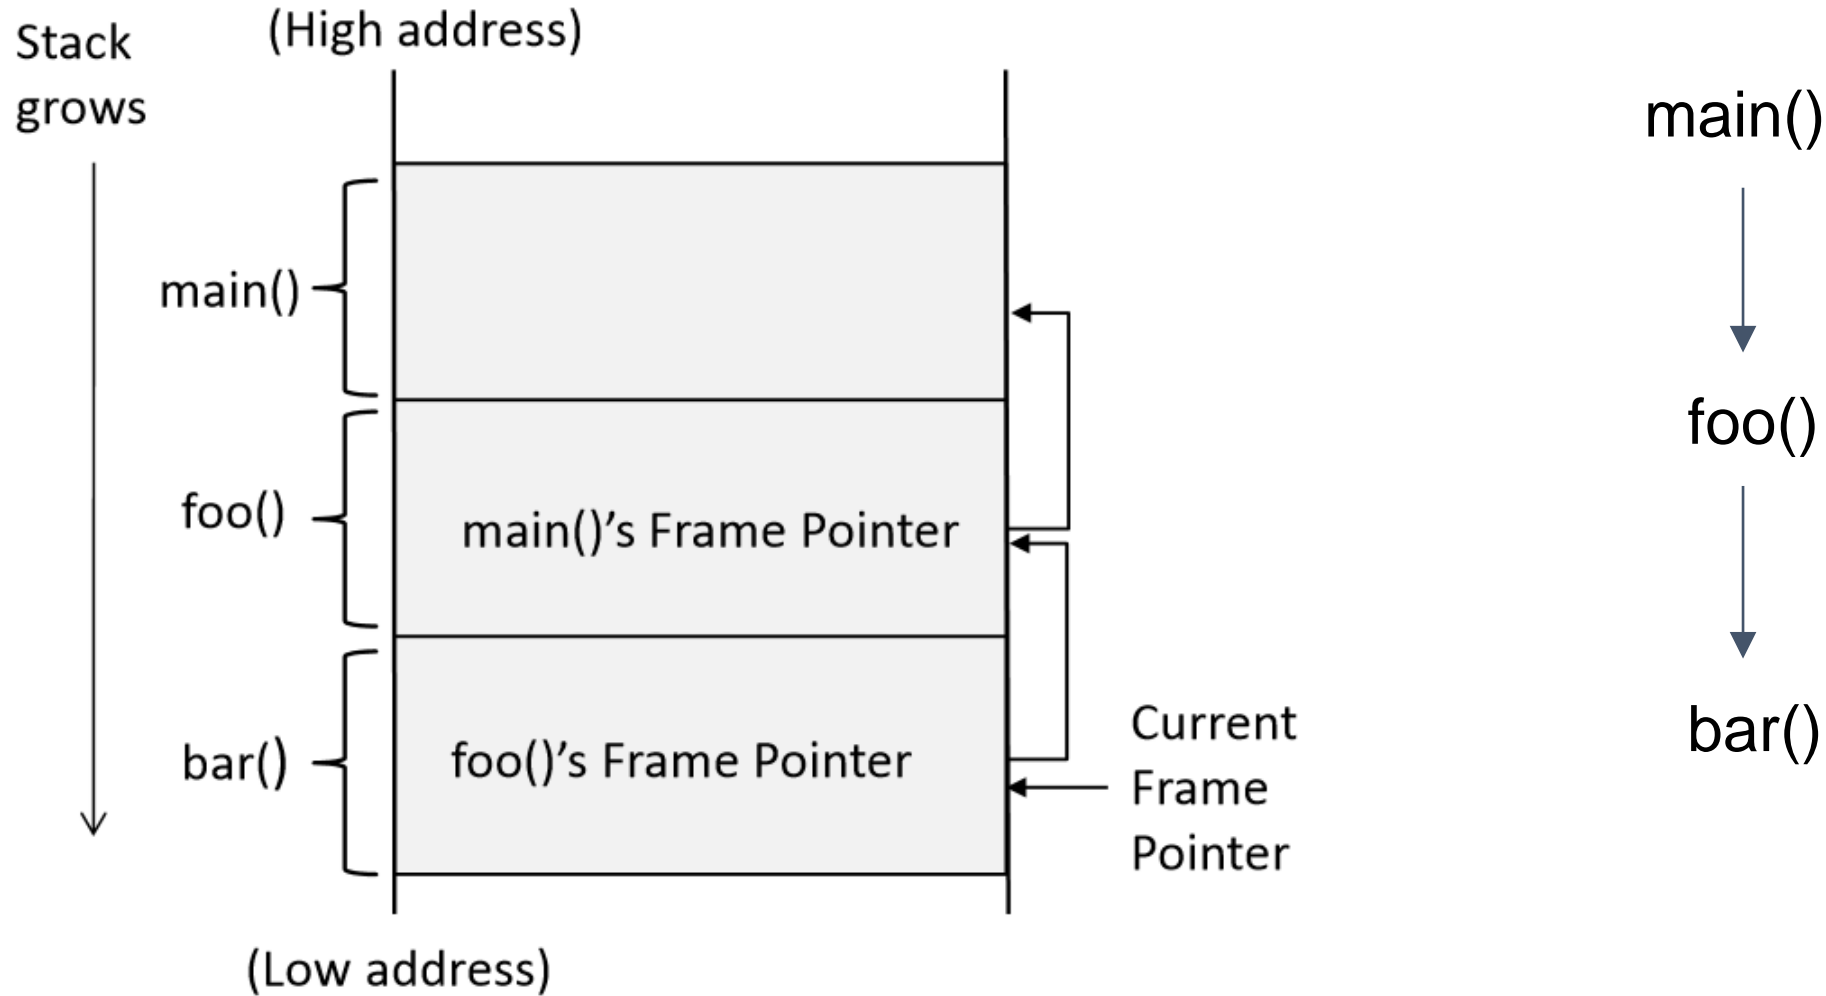 Stack
grows
(High address)
main()
foo()
main()’s Frame Pointer
bar()
foo()’s Frame Pointer
Current
Frame
Pointer
(Low address)
main()
foo()
bar()